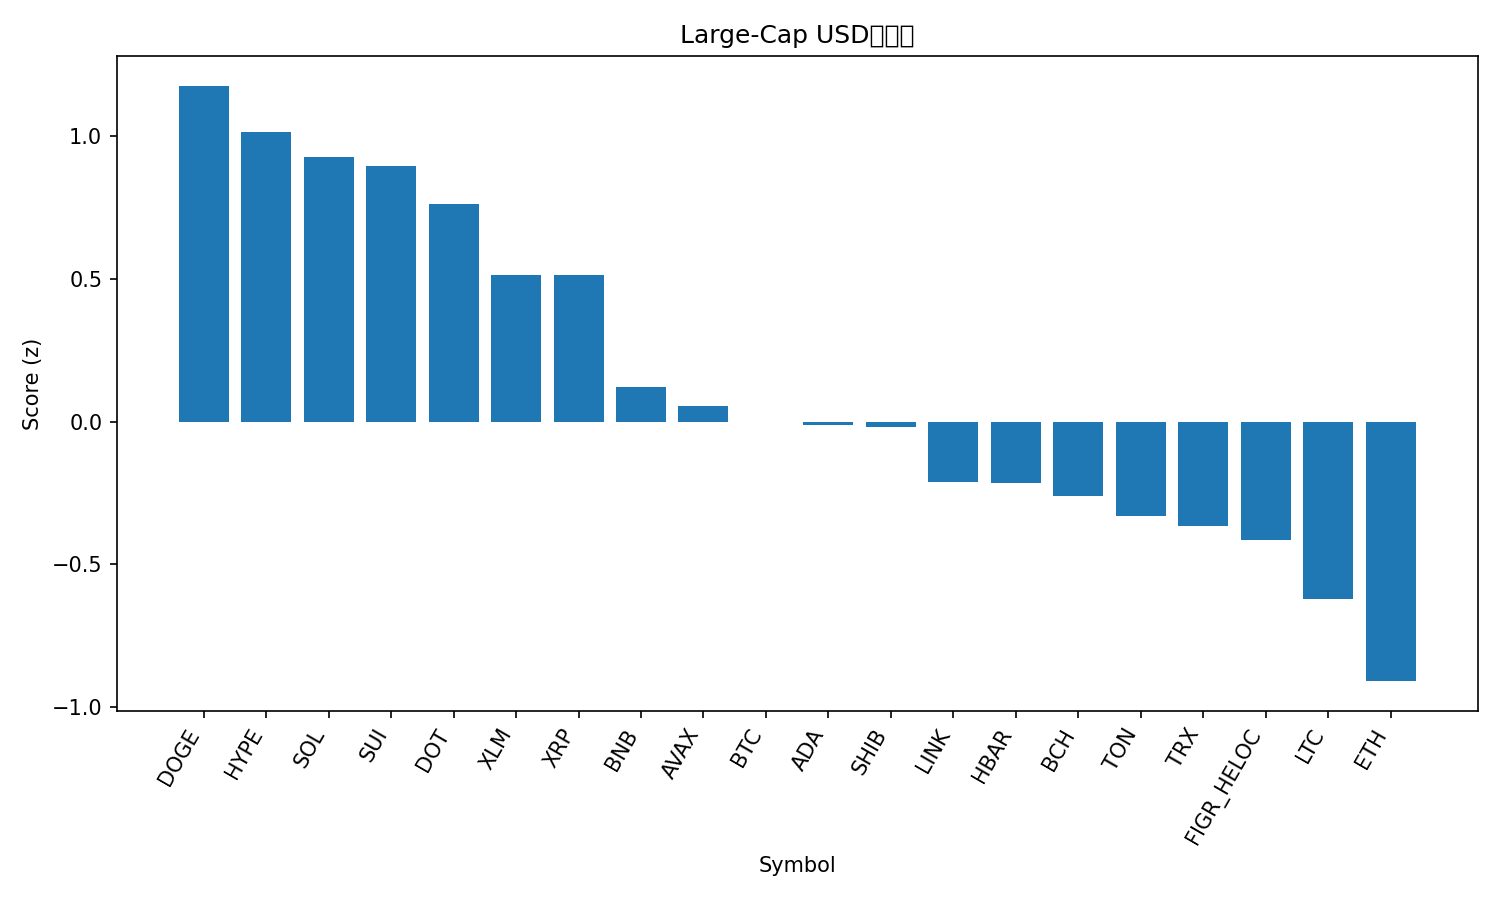 Large-Cap USD
1.0
0.5
0.0
−0.5
−1.0
Score (z)
DOGE
HYPE
SOL
SUI
DOT
XLM
XRP
BNB
AVAX
BTC
ADA
SHIB
LINK
HBAR
BCH
TON
TRX
FIGR_HELOC
LTC
ETH
Symbol